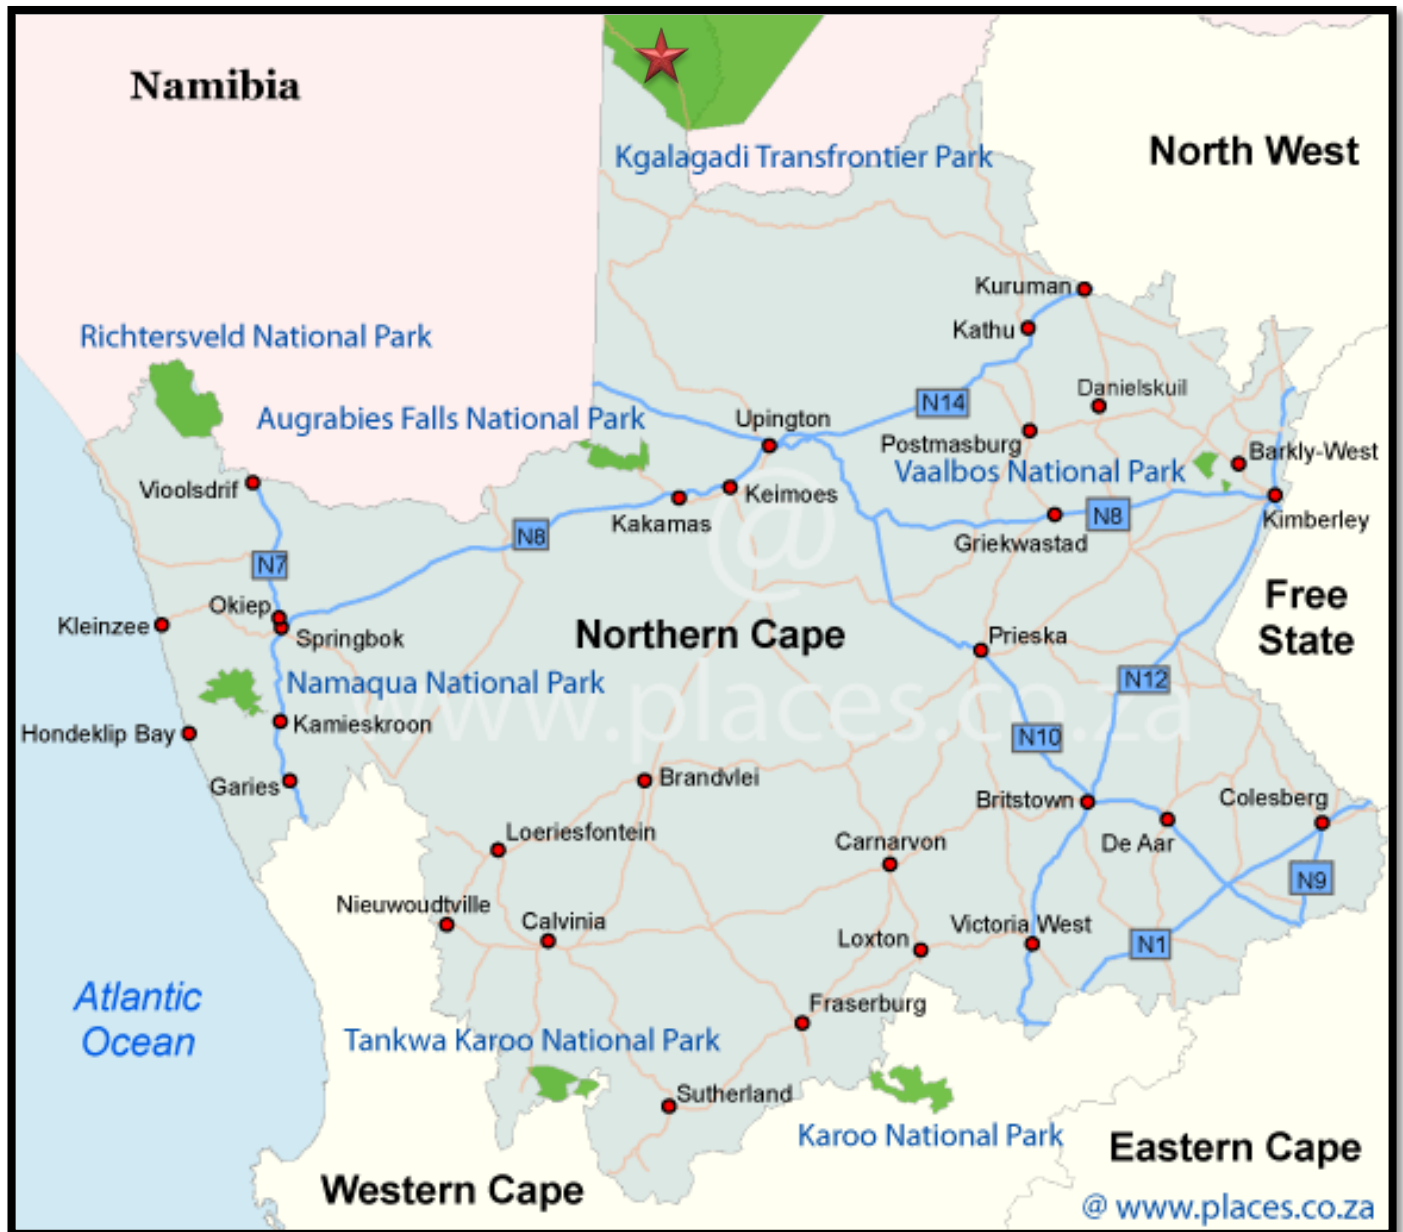 Namibia
North West
Kgalagadi Transfrontier Park
Kuruman
Kathu
Richtersveld National Park
Danielskuil
N14
Augrabies Falls National Park
Upington
Postmasburg
Barkly-West
Vaalbos National Park
Vioolsdrif
Keimoes
Kakamas
N8
N8
Kimberley
Griekwastad
N7
Free
State
Okiep
Kleinzee
Springbok
Northern Cape
Prieska
@
N12
Namaqua National Park
www.places.co.za
Kamieskroon
Hondeklip Bay
N10
Garies
Brandvlei
Britstown
Colesberg
Loeriesfontein
Carnarvon
De Aar
N9
Nieuwoudtville
Calvinia
Victoria West
Loxton
N1
Atlantic
Ocean
Fraserburg
Tankwa Karoo National Park
Sutherland
Karoo National Park
Eastern Cape
Western Cape
@ www.places.co.za